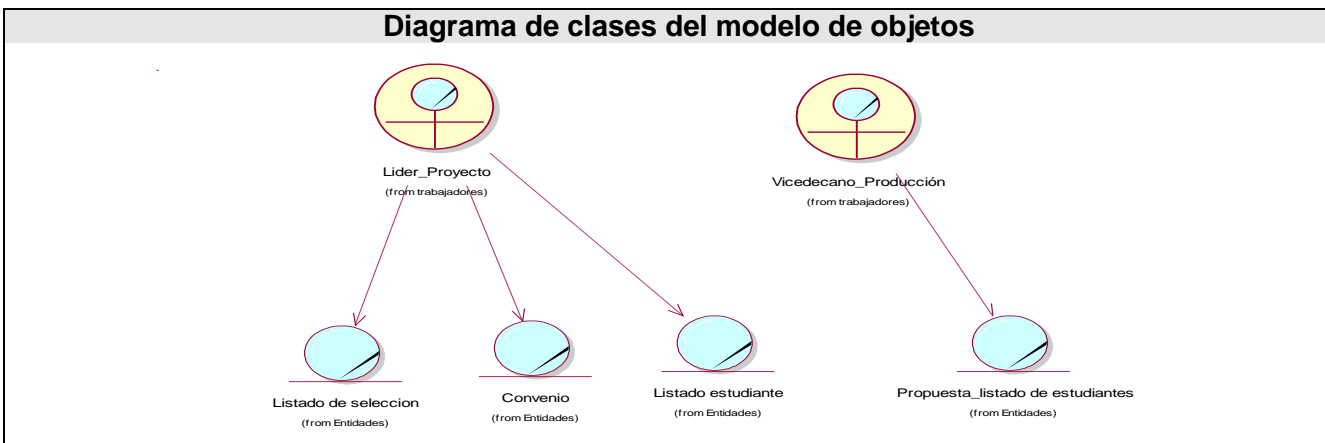 Diagrama de clases del modelo de objetos
Lider_Proyecto
(from trabajadores)
Vicedecano_Producción
(from trabajadores)
Listado de seleccion
(from Entidades)
Convenio
(from Entidades)
Listado estudiante
(from Entidades)
Propuesta_listado de estudiantes
(from Entidades)